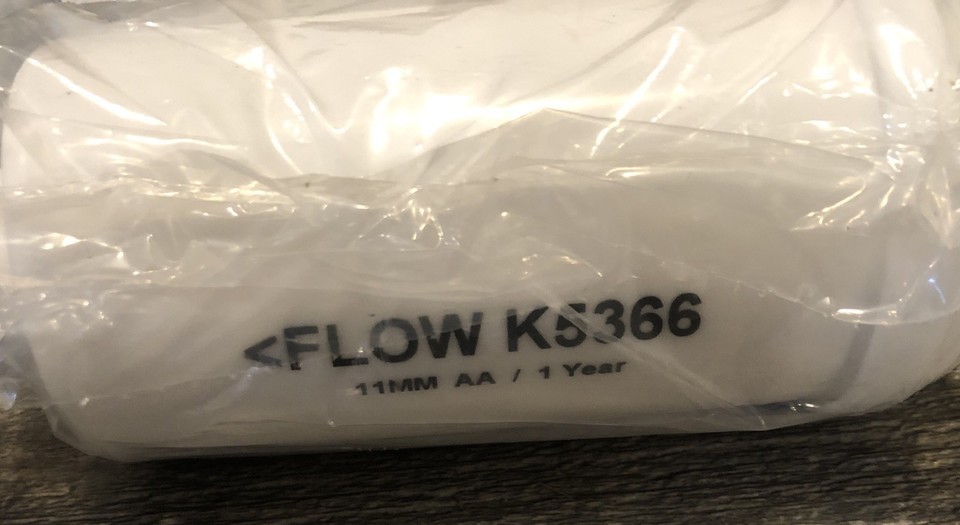 <FLOW K5366
11MM AA / 1 Year